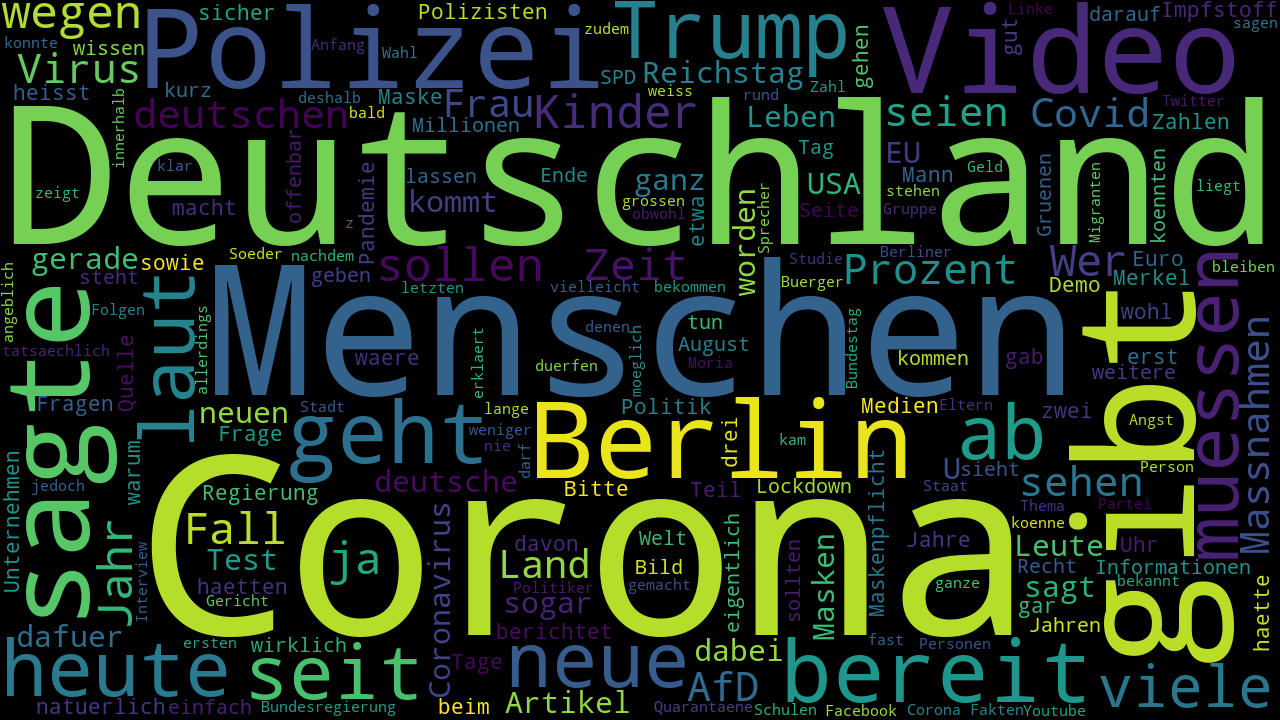 wegen
Polizei
sicher
Polizisten
zudem
Trump
Video
Linke
gut
darauf
Impfstoff
sagen
konnte
wissen
Anfang
Wahl
Virus
SPD
Reichstag
Zahl
gehen
heisst
kurz
deshalb
Maske
Frau
weiss
Kinder
rund
deutschen
bald
Millionen
Leben
seien
Covid
Twitter
Zahlen
innerhalb
Deutschland
klar
offenbar
Pandemie
lassen
Ende
ganz
Tag
USA
EU
Mann
Geld
Gruenen
Migranten
koennten
liegt
zeigt
macht
z
kommt
grossen
obwohl
etwa
worden
Sprecher
Seite
stehen
Gruppe
gerade
sowie
Soeder
nachdem
geben
sollen
Zeit
Studie
Berliner
Buerger
Prozent
Wer
Demo
Euro
Merkel
bleiben
angeblich
steht
Folgen
tatsaechlich
sagte
laut
allerdings
Menschen
letzten
vielleicht
bekommen
denen
tun
August
Moria
waere
erklaert
duerfen
moeglich
Bundestag
kommen
gab
gibt
wohl
erst
weitere
muessen
Massnahmen
Quelle
Fragen
neuen
Stadt
Frage
geht
lange
weniger
nie
darf
Berlin
Politik
drei
kam
Medien
Eltern
ab
zwei
Angst
Unternehmen
jedoch
warum
Regierung
deutsche
Bitte
Teil
Lockdown
Usieht
Staat
sehen
Person
Thema
Partei
koenne
Jahr
Interview
Fall
Test
haetten
Gericht
ja
Corona
Coronavirus
davon
Land
Politiker
sogar
berichtet
Welt
Bild
gemacht
eigentlich
sollten
Masken
Maskenpflicht
Jahre
ganze
Leute
Uhr
Recht
Informationen
bekannt
sagt
gar
Jahren
haette
dafuer
ersten
wirklich
heute
seit
Tage
neue
dabei
fast
Personen
bereit
viele
natuerlich
einfach
Bundesregierung
beim
Artikel
AfD
Quarantaene
Schulen
Facebook
Corona Fakten
Youtube